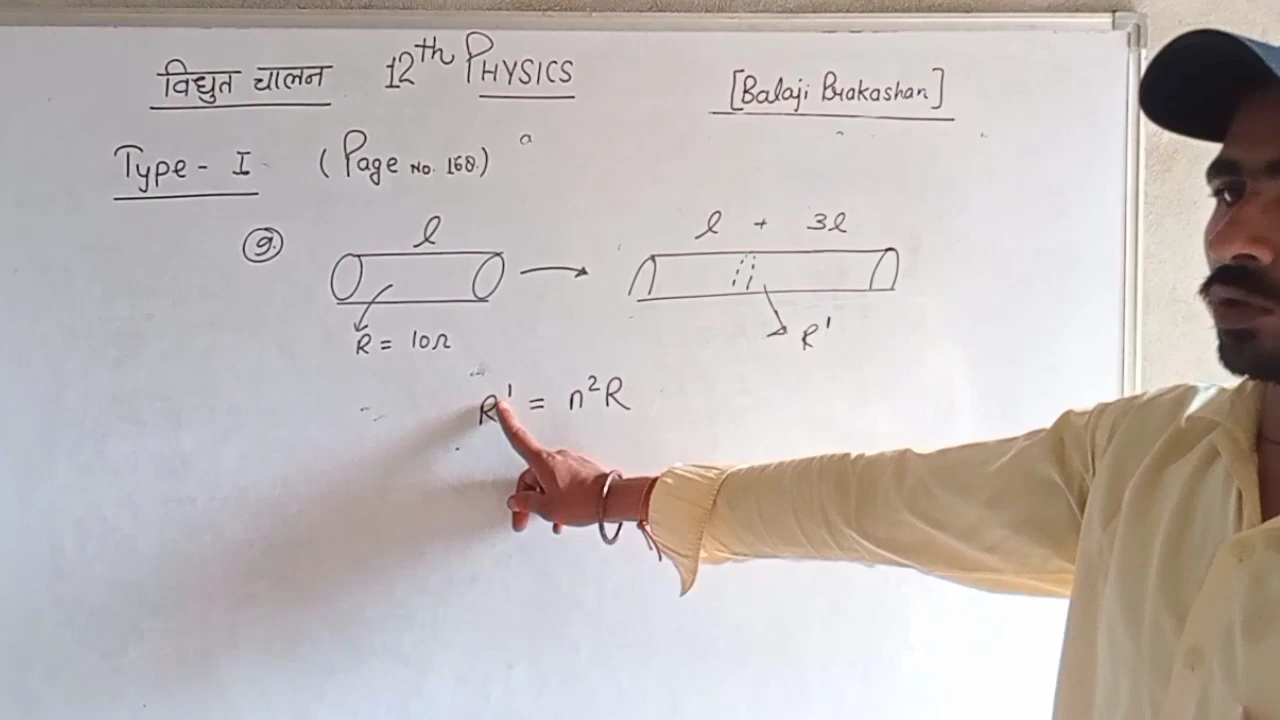 विधुत चालन 12th PHYSICS [Balaji Prakashan]
Type - I (Page No. 168.)
9. l l + 3l
R = 10Ω R'
R' = n²R